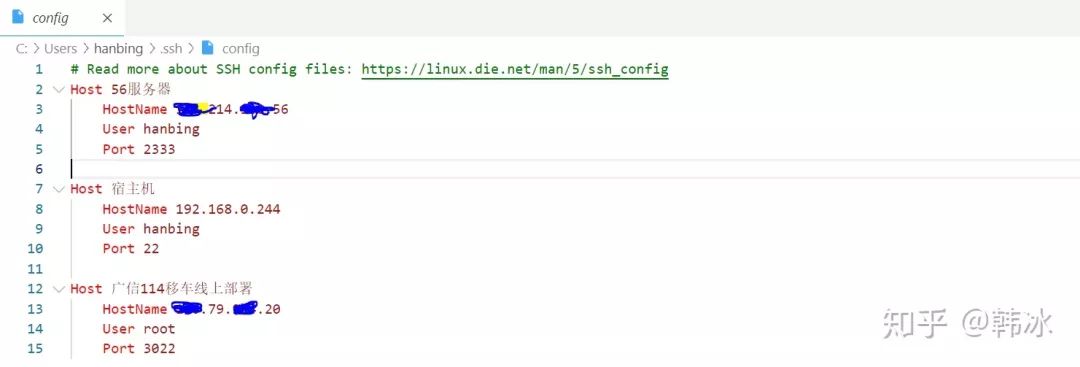 config
C: > Users > hanbing > .ssh > config
1 # Read more about SSH config files: https://linux.die.net/man/5/ssh_config
2 Host 56服务器
3 HostName 214. 56
4 User hanbing
5 Port 2333
6
7 Host 宿主机
8 HostName 192.168.0.244
9 User hanbing
10 Port 22
11
12 Host 广信114移车线上部署
13 HostName .79. .20
14 User root
15 Port 3022
知乎 @韩冰